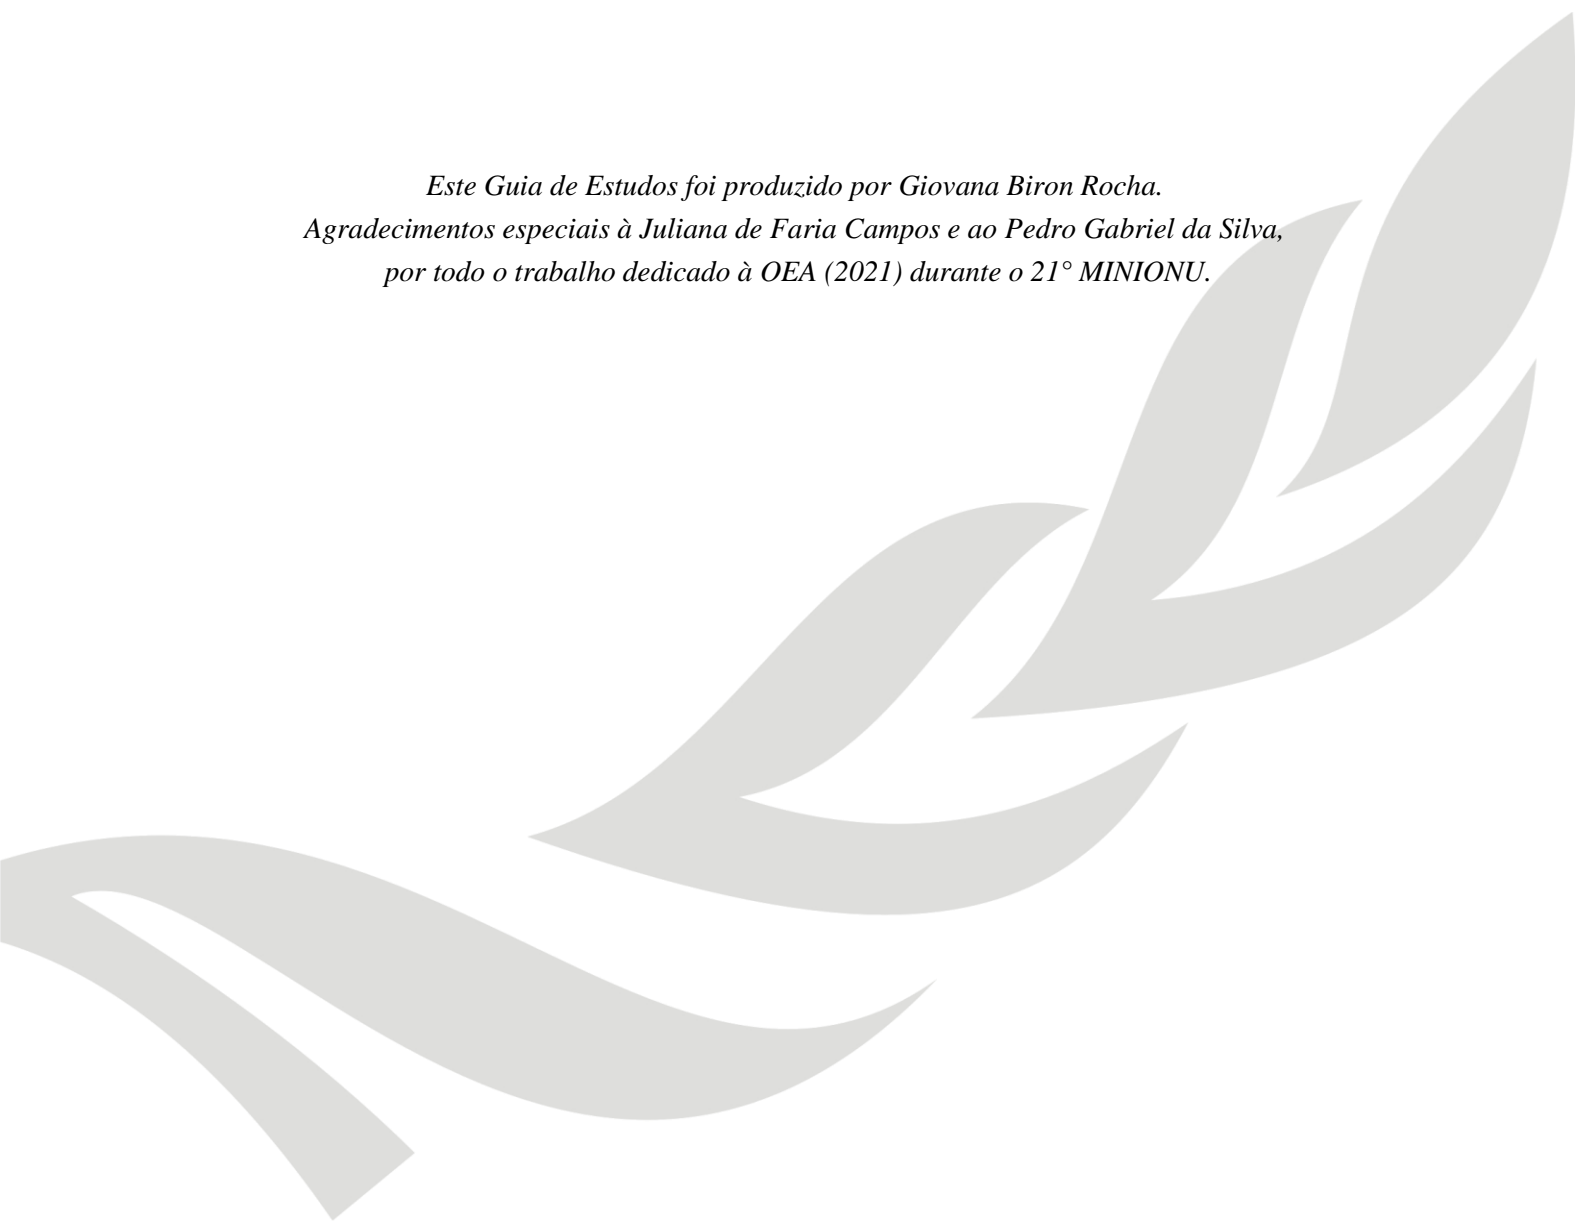 Este Guia de Estudos foi produzido por Giovana Biron Rocha.
Agradecimentos especiais à Juliana de Faria Campos e ao Pedro Gabriel da Silva,
por todo o trabalho dedicado à OEA (2021) durante o 21° MINIONU.